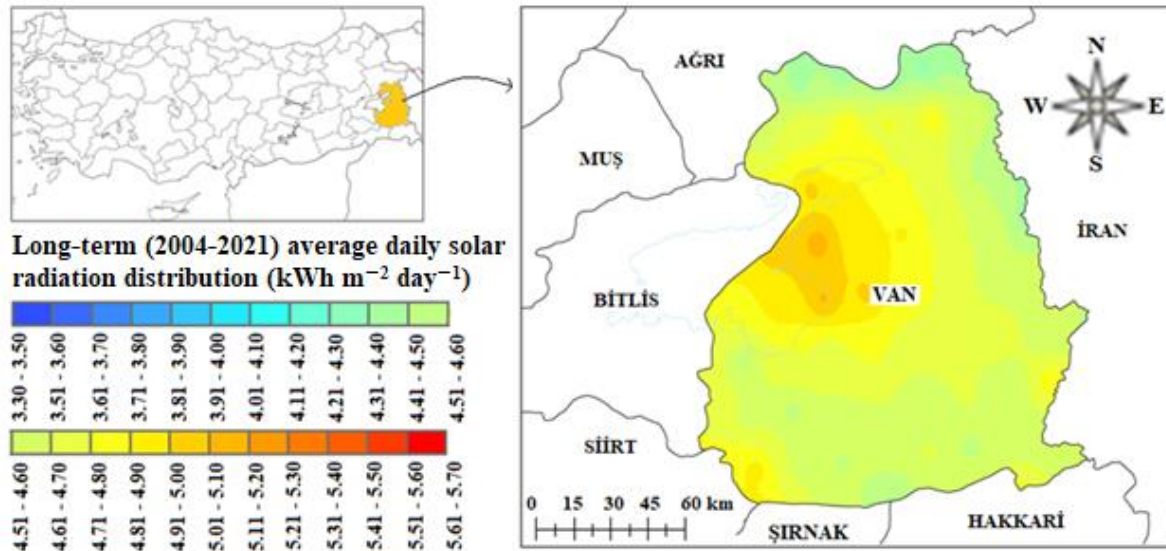 AĞRI
N
W
E
S
MUŞ
Long-term (2004-2021) average daily solar
radiation distribution (kWh m−2 day−1)
İRAN
BİTLİS
VAN
3.30 - 3.50
3.51 - 3.60
3.61 - 3.70
3.71 - 3.80
3.81 - 3.90
3.91 - 4.00
4.01 - 4.10
4.11 - 4.20
4.21 - 4.30
4.31 - 4.40
4.41 - 4.50
4.51 - 4.60
4.51 - 4.60
4.61 - 4.70
4.71 - 4.80
4.81 - 4.90
4.91 - 5.00
5.01 - 5.10
5.11 - 5.20
5.21 - 5.30
5.31 - 5.40
5.41 - 5.50
5.51 - 5.60
5.61 - 5.70
SİİRT
0 15 30 45 60 km
ŞIRNAK
HAKKARİ